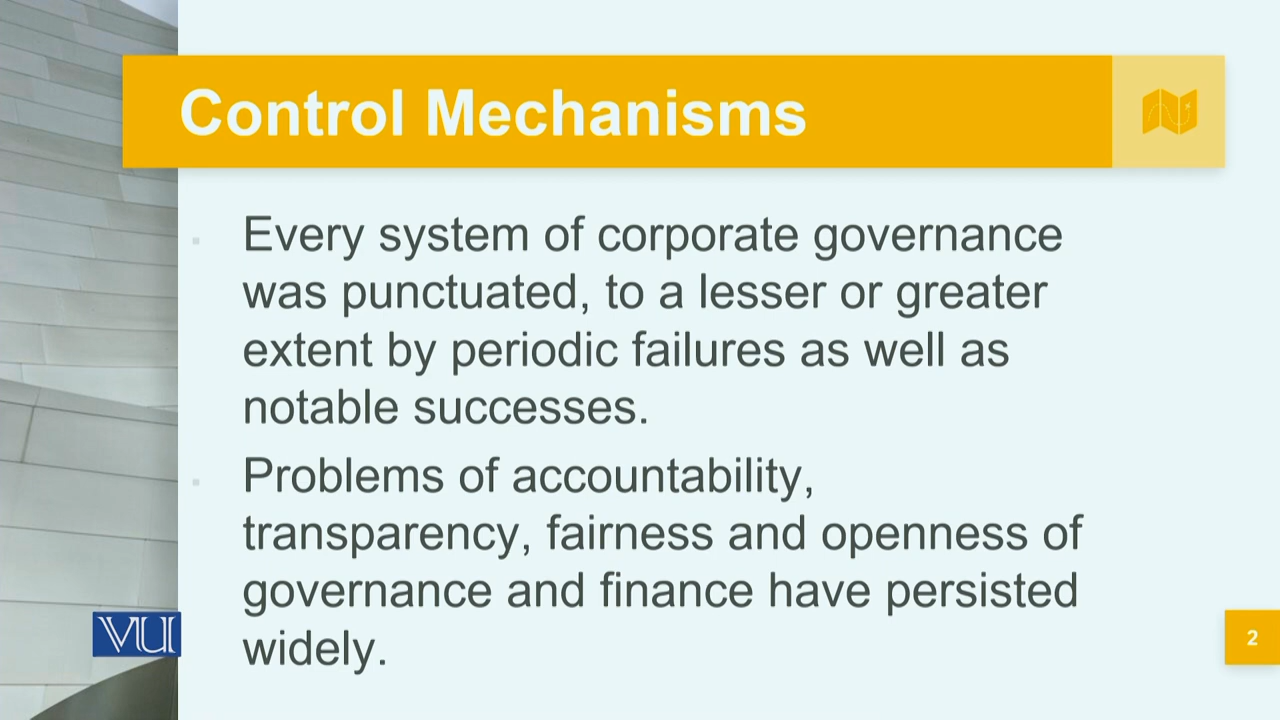 Control Mechanisms
Every system of corporate governance
was punctuated, to a lesser or greater
extent by periodic failures as well as
notable successes.
Problems of accountability,
transparency, fairness and openness of
governance and finance have persisted
widely.
VU
2